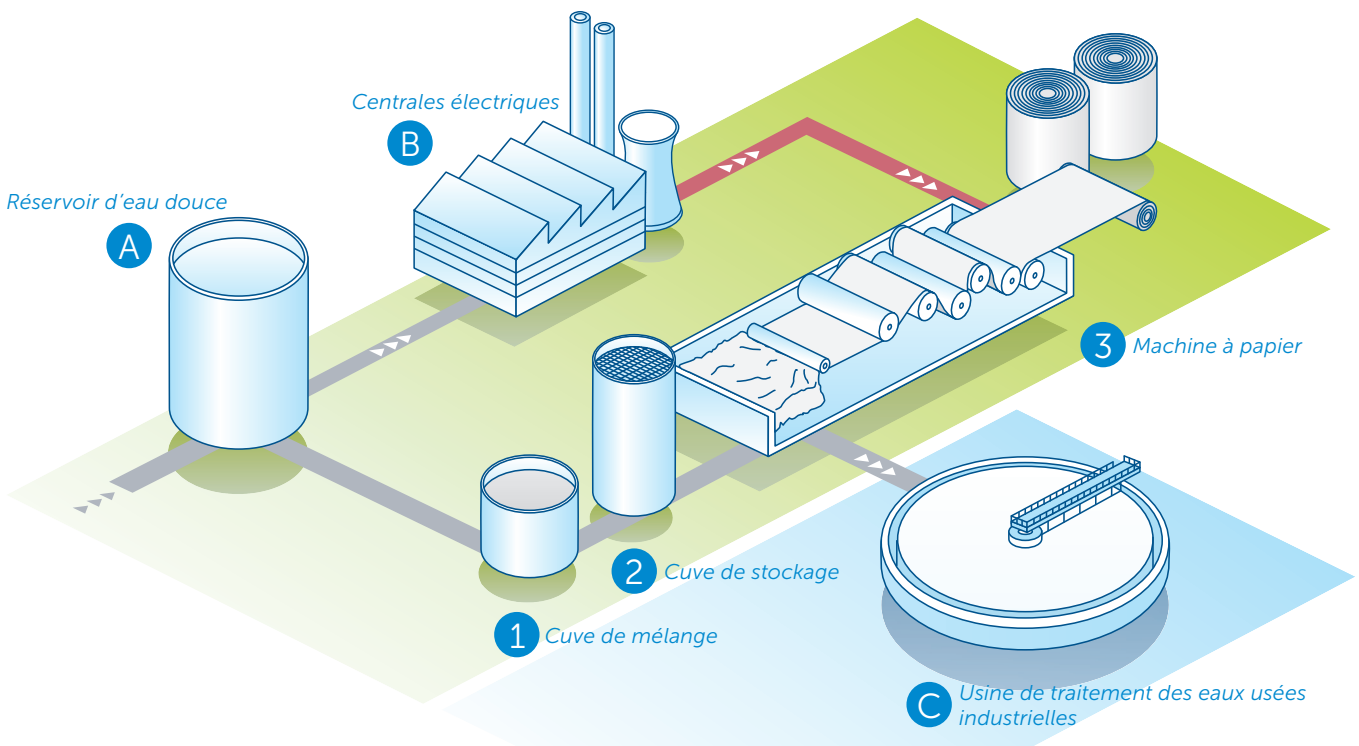 Centrales électriques
B
Réservoir d'eau douce
A
3 Machine à papier
2 Cuve de stockage
1 Cuve de mélange
C Usine de traitement des eaux usées
industrielles